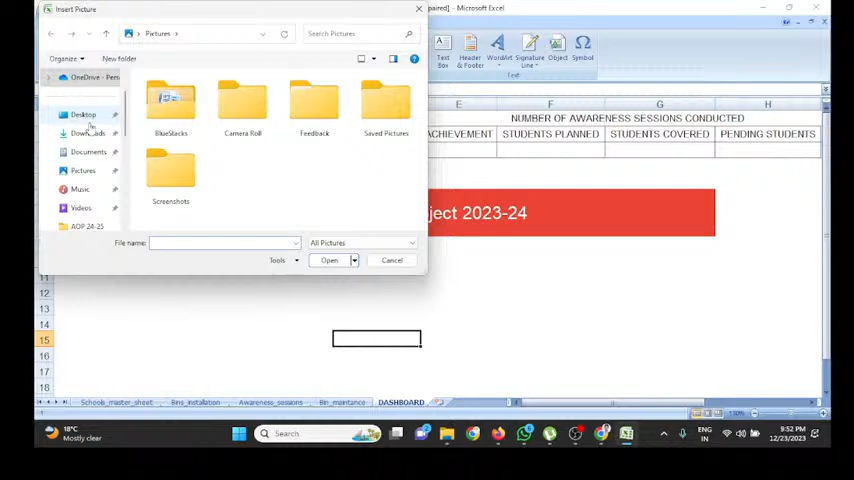 Insert Picture
paired] - Microsoft Excel
Pictures
Search Pictures
Organize
New folder
OneDrive - Pers
Desktop
Downloads
Documents
Pictures
Music
Videos
AOP 24-25
BlueStacks
Camera Roll
Feedback
Saved Pictures
Screenshots
File name:
All Pictures
Tools
Open
Cancel
Text Box
Header & Footer
WordArt
Signature Line
Object
Symbol
Text
E F G H
NUMBER OF AWARENESS SESSIONS CONDUCTED
ACHIEVEMENT STUDENTS PLANNED STUDENTS COVERED PENDING STUDENTS
ject 2023-24
11
12
13
14
15
16
17
18
Schools_master_sheet Bins_installation Awareness_sessions Bin_maintance DASHBOARD
130%
18°C
Mostly clear
Search
ENG
IN
9:52 PM
12/23/2023